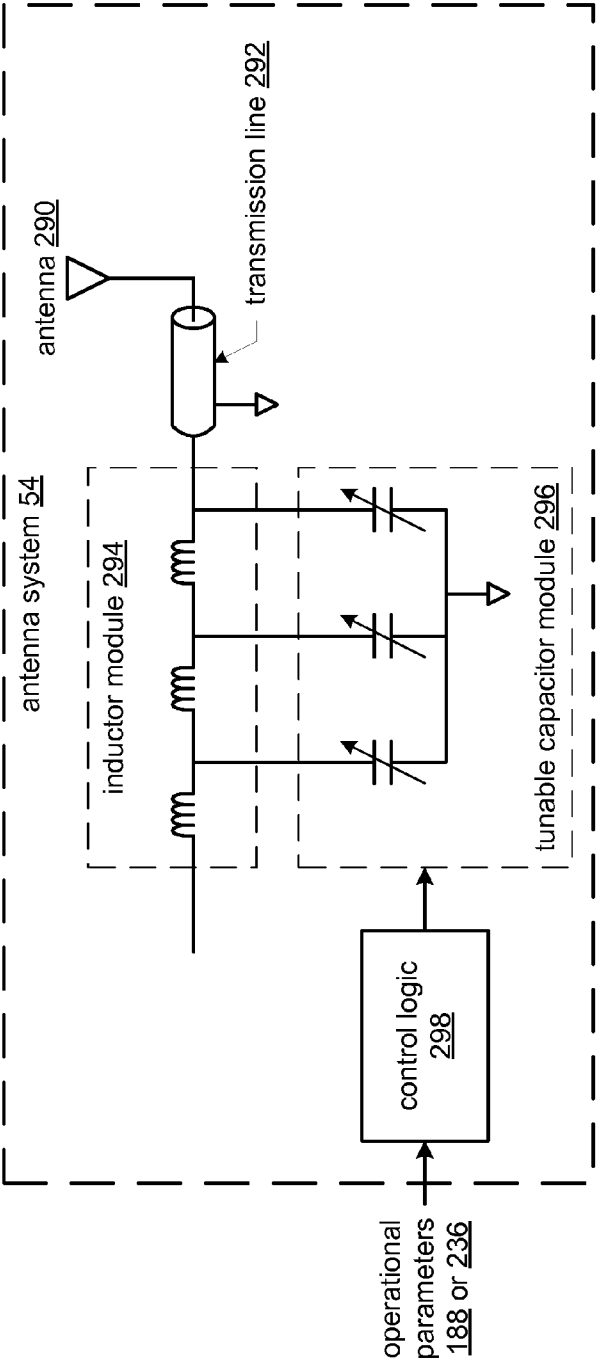 antenna system 54
antenna 290
transmission line 292
inductor module 294
tunable capacitor module 296
control logic
298
operational
parameters
188 or 236